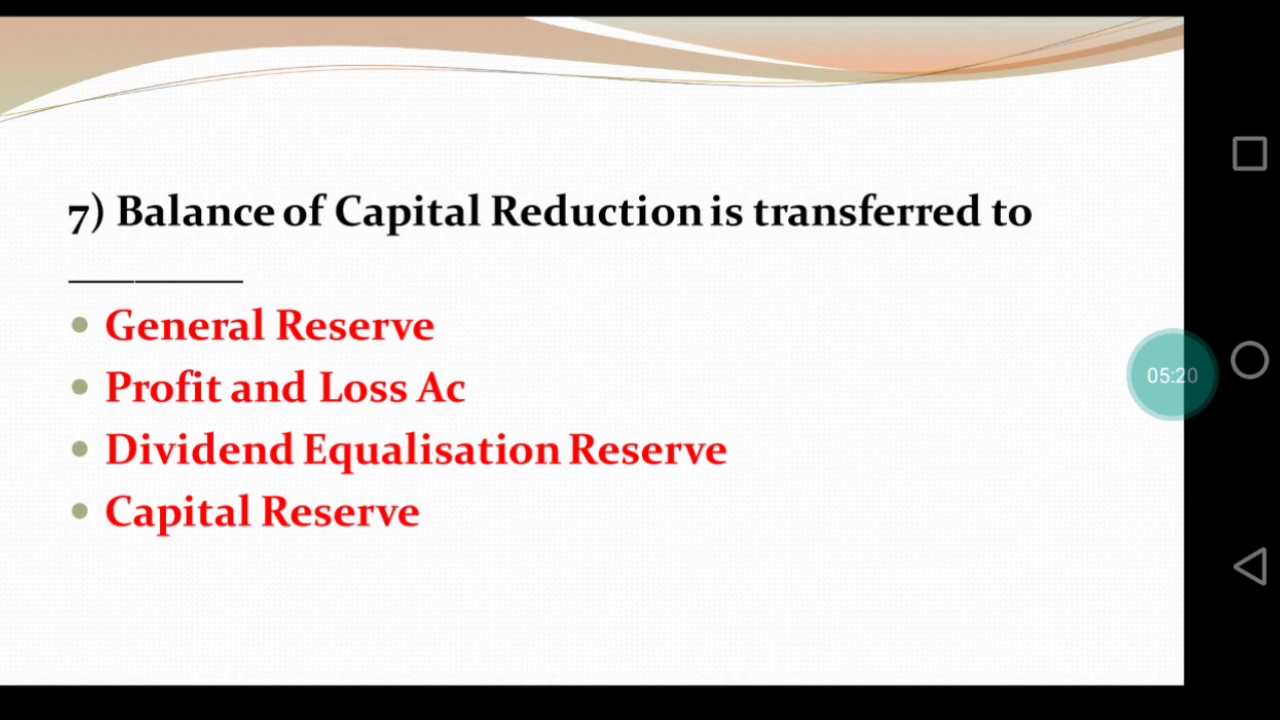 7) Balance of Capital Reduction is transferred to
_________
• General Reserve
• Profit and Loss Ac
• Dividend Equalisation Reserve
• Capital Reserve
05:20